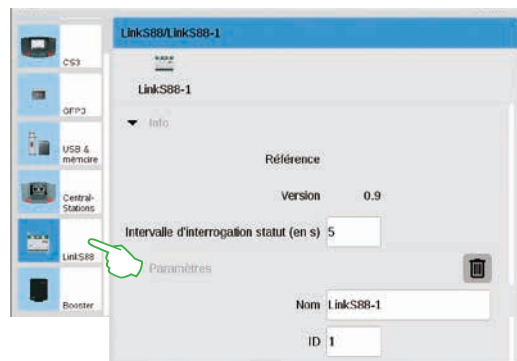 CS3
GFP3
USB &
mémoire
Central-
Stations
LinkS88
Booster
LinkS88/LinkS88-1
LinkS88-1
Info
Référence
Version 0.9
Intervalle d'interrogation statut (en s) 5
Paramètres
Nom LinkS88-1
ID 1